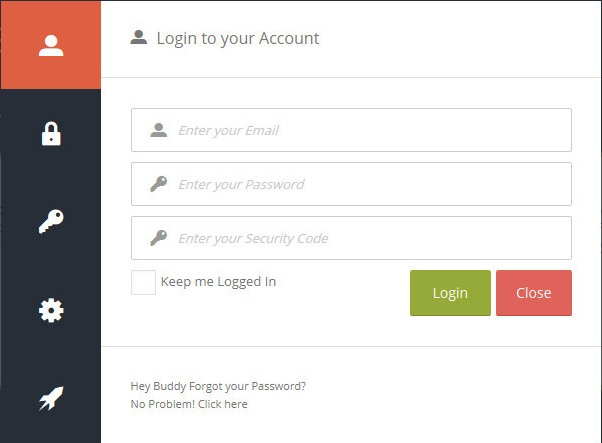 Login to your Account
Enter your Email
Enter your Password
Enter your Security Code
Keep me Logged In
Login
Close
Hey Buddy Forgot your Password?
No Problem! Click here